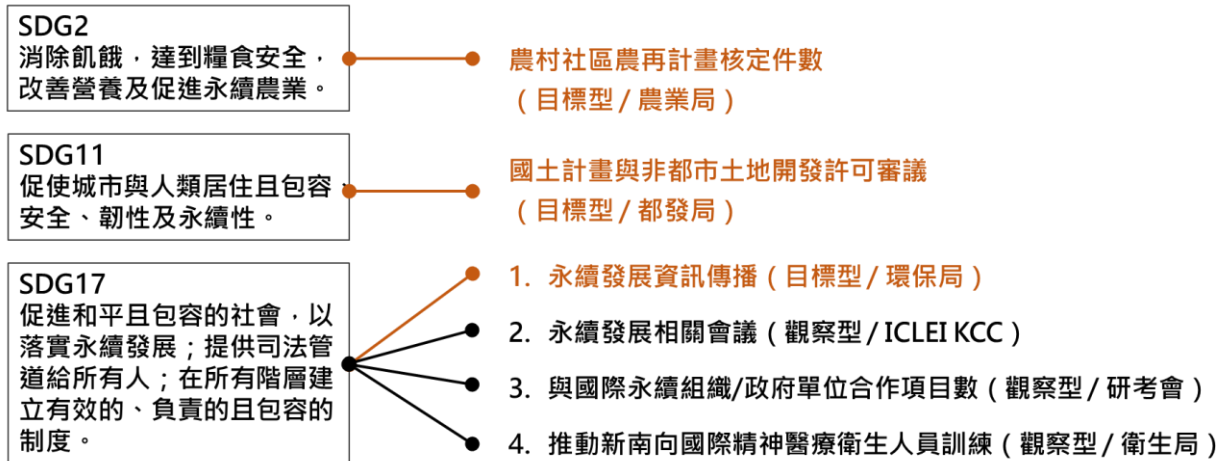 SDG2
消除飢餓，達到糧食安全，
改善營養及促進永續農業。
農村社區農再計畫核定件數
（目標型/農業局）
SDG11
促使城市與人類居住且包容、
安全、韌性及永續性。
國土計畫與非都市土地開發許可審議
（目標型/都發局）
SDG17
促進和平且包容的社會，以
落實永續發展；提供司法管
道給所有人；在所有階層建
立有效的、負責的且包容的
制度。
1. 永續發展資訊傳播（目標型/環保局）
2. 永續發展相關會議（觀察型/ICLEI KCC）
3. 與國際永續組織/政府單位合作項目數（觀察型/研考會）
4. 推動新南向國際精神醫療衛生人員訓練（觀察型/衛生局）